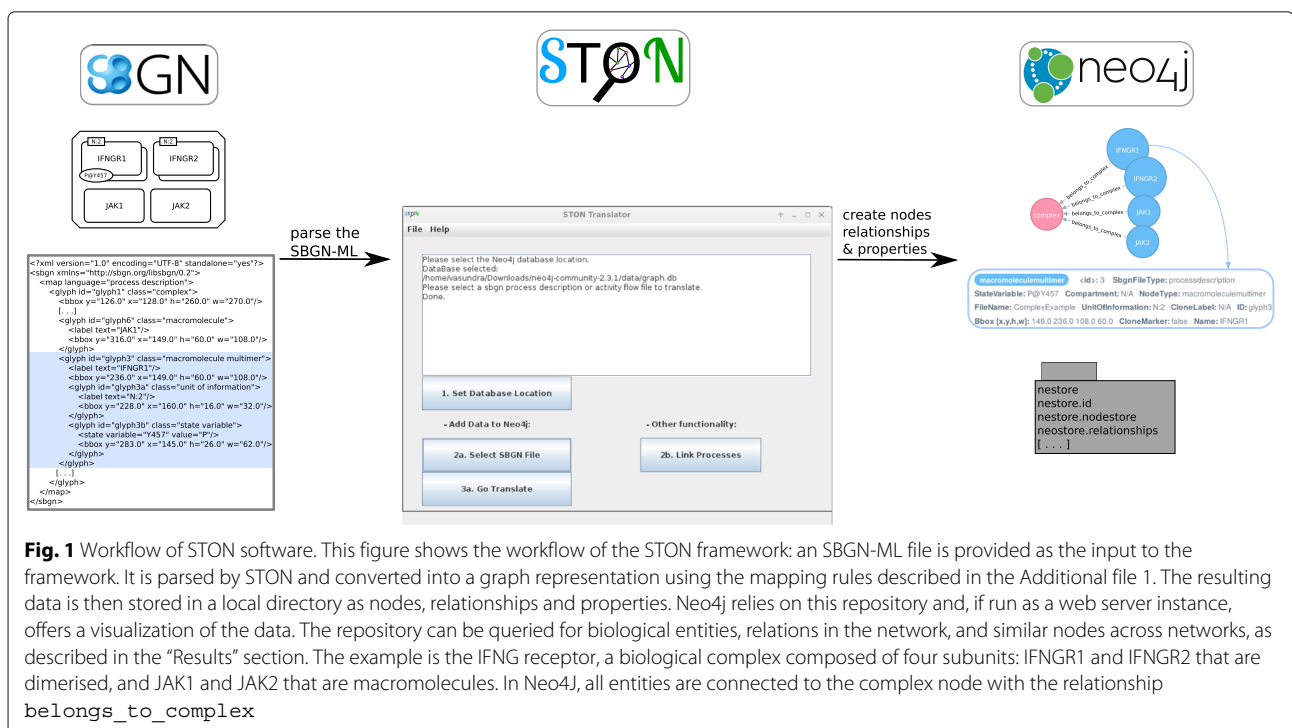 SBGN
STON
neo4j
N:2
N:2
IFNGR1
IFNGR2
P@Y457
JAK1
JAK2
<?xml version="1.0" encoding="UTF-8" standalone="yes"?>
<sbgn xmlns="http://sbgn.org/libsbgn/0.2">
<map language="process description">
<glyph id="glyph1" class="complex">
<bbox y="126.0" x="128.0" h="260.0" w="270.0"/>
[. . .]
<glyph id="glyph6" class="macromolecule">
<label text="JAK1"/>
<bbox y="316.0" x="149.0" h="60.0" w="108.0"/>
</glyph>
<glyph id="glyph3" class="macromolecule multimer">
<label text="IFNGR1"/>
<bbox y="236.0" x="149.0" h="60.0" w="108.0"/>
<glyph id="glyph3a" class="unit of information">
<label text="N:2"/>
<bbox y="228.0" x="160.0" h="16.0" w="32.0"/>
</glyph>
<glyph id="glyph3b" class="state variable">
<state variable="Y457" value="P"/>
<bbox y="283.0" x="145.0" h="26.0" w="62.0"/>
</glyph>
</glyph>
[. . .]
</glyph>
</map>
</sbgn>
parse the
SBGN-ML
STON
STON Translator
File Help
Please select the Neo4j database location.
DataBase selected:
/home/vasundra/Downloads/neo4j-community-2.3.1/data/graph.db
Please select a sbgn process description or activity flow file to translate.
Done.
1. Set Database Location
- Add Data to Neo4j:
- Other functionality:
2a. Select SBGN File
2b. Link Processes
3a. Go Translate
create nodes
relationships
& properties
IFNGR1
IFNGR2
JAK1
JAK2
complex
belongs_to_complex
belongs_to_complex
belongs_to_complex
belongs_to_complex
macromoleculemultimer <id>: 3 SbgnFileType: processdescription
StateVariable: P@Y457 Compartment: N/A NodeType: macromoleculemultimer
FileName: ComplexExample UnitOfInformation: N:2 CloneLabel: N/A ID: glyph3
Bbox [x,y,h,w]: 149.0 236.0 108.0 60.0 CloneMarker: false Name: IFNGR1
nestore
nestore.id
nestore.nodestore
neostore.relationships
[ . . . ]
Fig. 1 Workflow of STON software. This figure shows the workflow of the STON framework: an SBGN-ML file is provided as the input to the
framework. It is parsed by STON and converted into a graph representation using the mapping rules described in the Additional file 1. The resulting
data is then stored in a local directory as nodes, relationships and properties. Neo4j relies on this repository and, if run as a web server instance,
offers a visualization of the data. The repository can be queried for biological entities, relations in the network, and similar nodes across networks, as
described in the “Results” section. The example is the IFNG receptor, a biological complex composed of four subunits: IFNGR1 and IFNGR2 that are
dimerised, and JAK1 and JAK2 that are macromolecules. In Neo4J, all entities are connected to the complex node with the relationship
belongs_to_complex